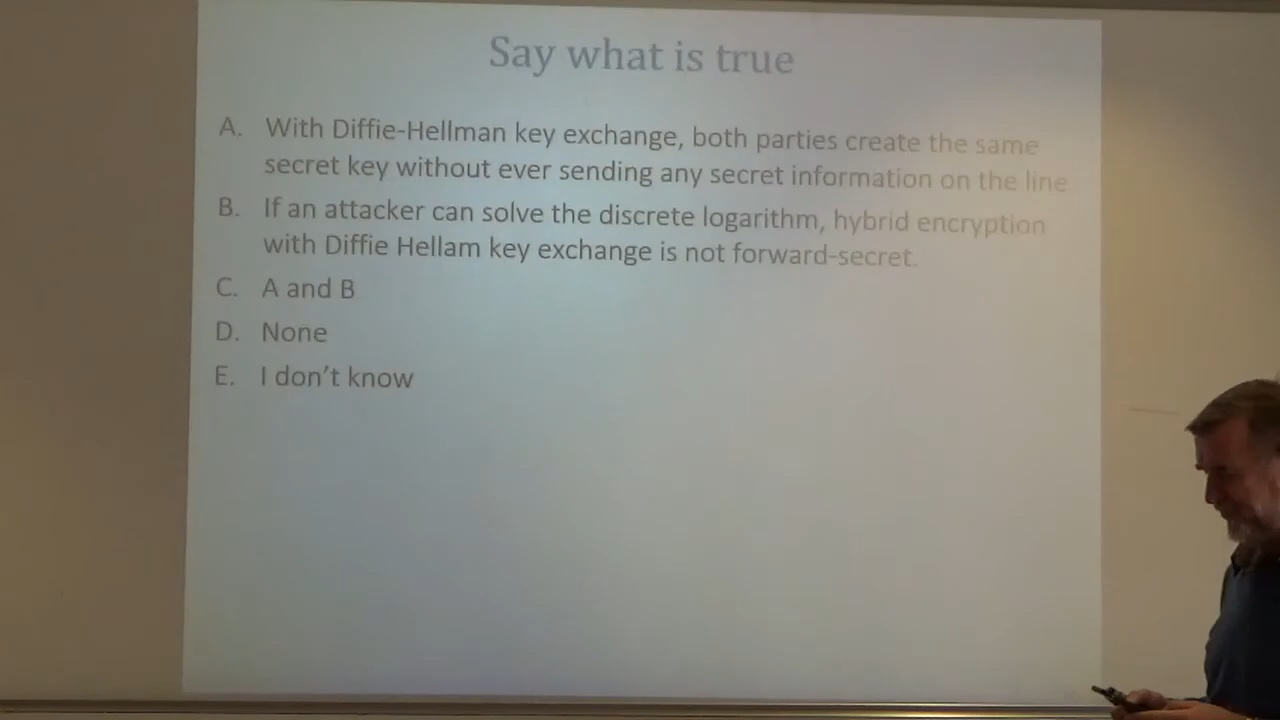 Say what is true
A. With Diffie-Hellman key exchange, both parties create the same
secret key without ever sending any secret information on the line
B. If an attacker can solve the discrete logarithm, hybrid encryption
with Diffie Hellam key exchange is not forward-secret.
C. A and B
D. None
E. I don’t know